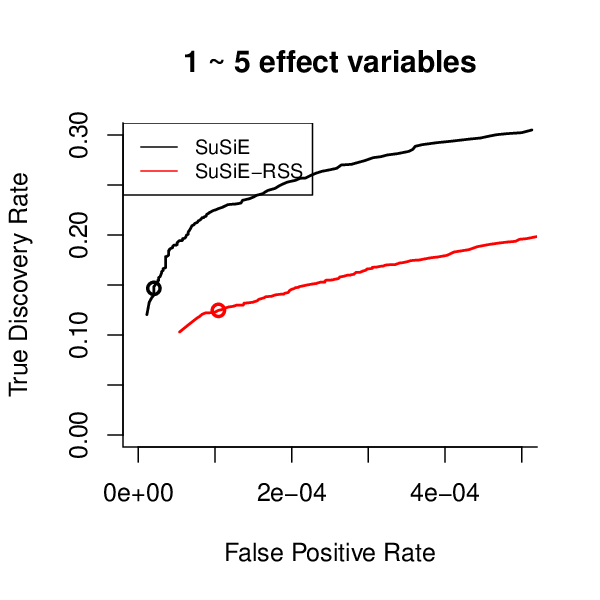 1 ~ 5 effect variables
SuSiE
SuSiE−RSS
True Discovery Rate
0.30
0.20
0.10
0.00
0e+00 2e−04 4e−04
False Positive Rate